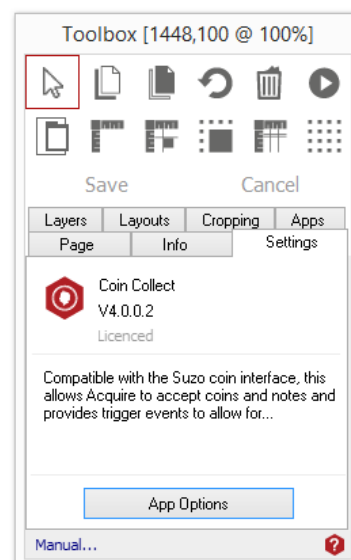 Toolbox [1448,100 @ 100%]
Save Cancel
Layers Layouts Cropping Apps
Page Info Settings
Coin Collect
V4.0.0.2
Licenced
Compatible with the Suzo coin interface, this
allows Acquire to accept coins and notes and
provides trigger events to allow for...
App Options
Manual... ?